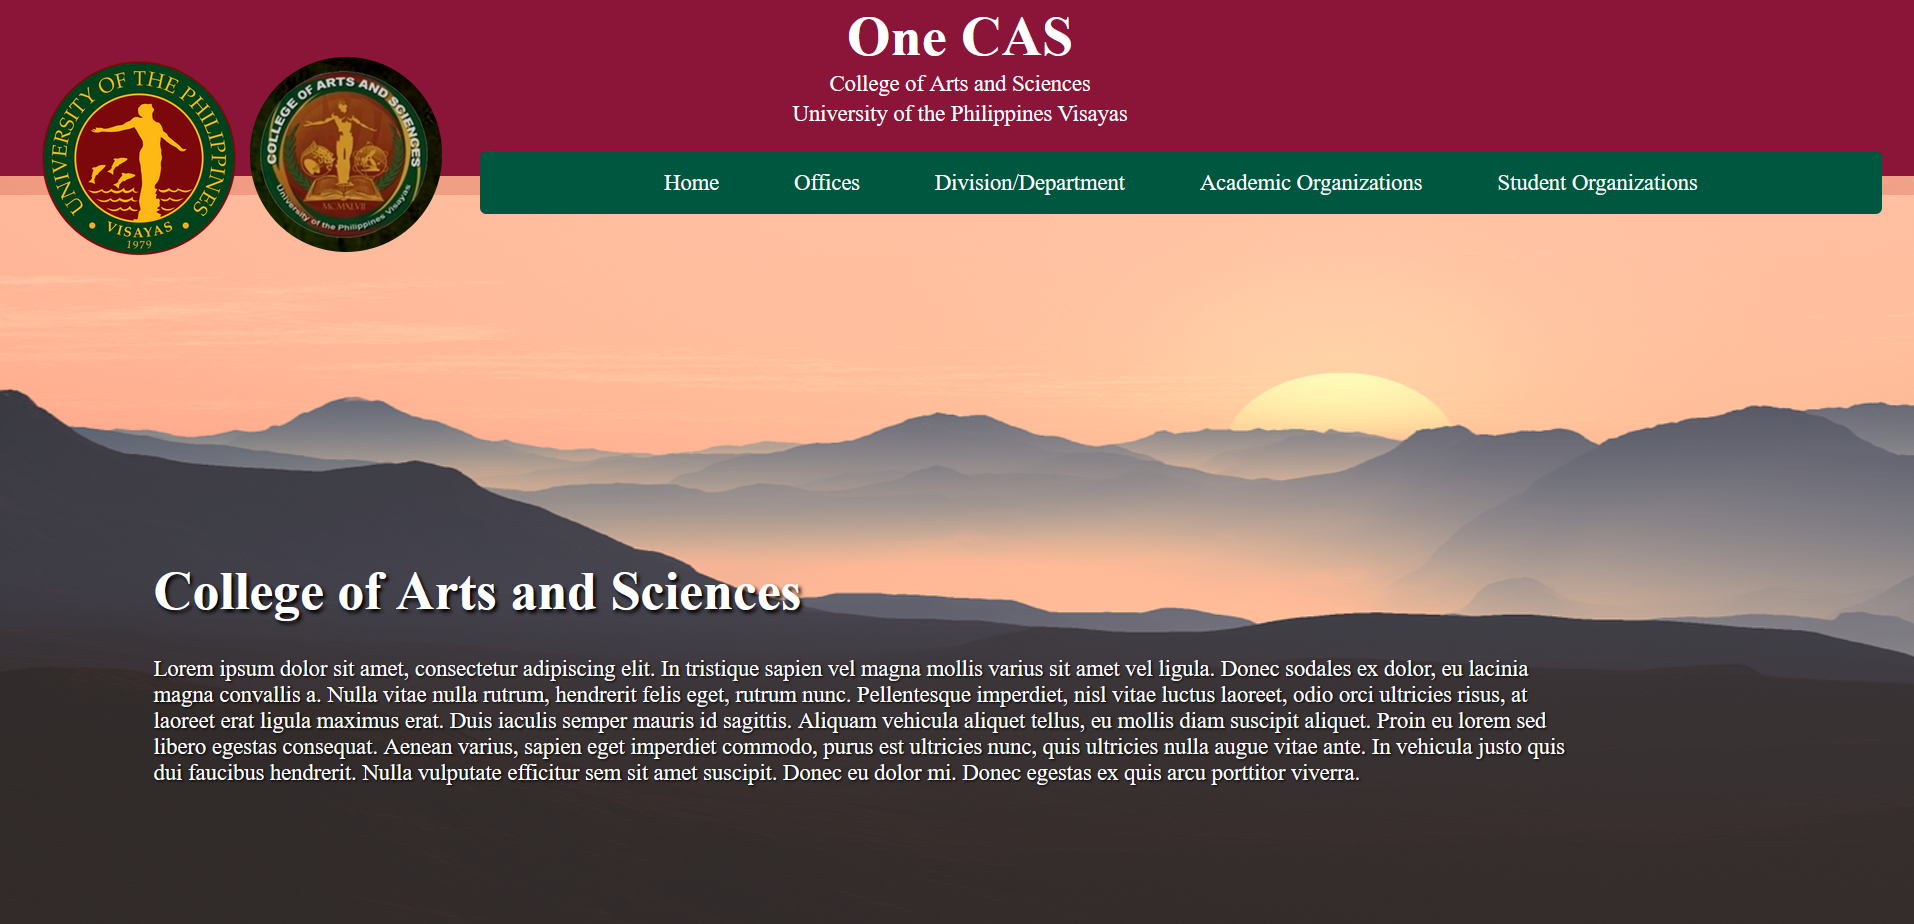 One CAS
College of Arts and Sciences
University of the Philippines Visayas
UNIVERSITY OF THE PHILIPPINES
VISAYAS
1979
COLLEGE OF ARTS AND SCIENCES
MCMXLVII
University of the Philippines Visayas
Home Offices Division/Department Academic Organizations Student Organizations
College of Arts and Sciences
Lorem ipsum dolor sit amet, consectetur adipiscing elit. In tristique sapien vel magna mollis varius sit amet vel ligula. Donec sodales ex dolor, eu lacinia
magna convallis a. Nulla vitae nulla rutrum, hendrerit felis eget, rutrum nunc. Pellentesque imperdiet, nisl vitae luctus laoreet, odio orci ultricies risus, at
laoreet erat ligula maximus erat. Duis iaculis semper mauris id sagittis. Aliquam vehicula aliquet tellus, eu mollis diam suscipit aliquet. Proin eu lorem sed
libero egestas consequat. Aenean varius, sapien eget imperdiet commodo, purus est ultricies nunc, quis ultricies nulla augue vitae ante. In vehicula justo quis
dui faucibus hendrerit. Nulla vulputate efficitur sem sit amet suscipit. Donec eu dolor mi. Donec egestas ex quis arcu porttitor viverra.